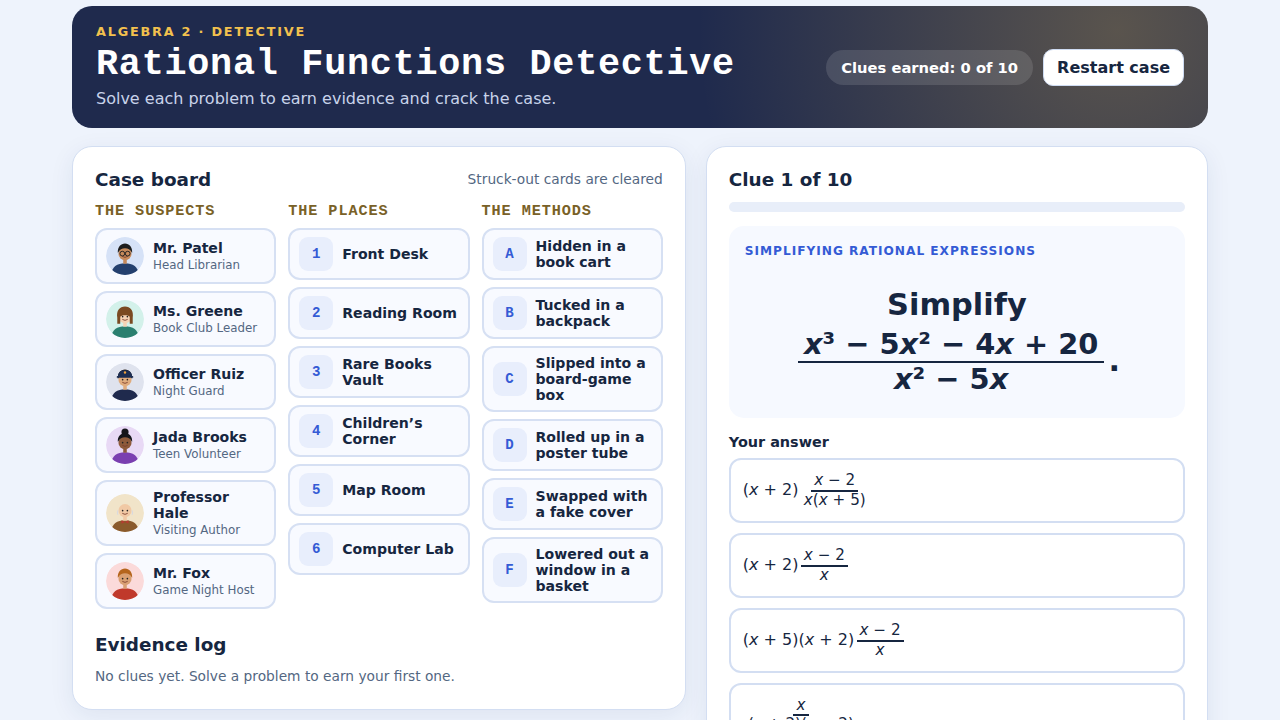 ALGEBRA 2 · DETECTIVE
Rational Functions Detective
Solve each problem to earn evidence and crack the case.
Clues earned: 0 of 10
Restart case
Case board
Struck-out cards are cleared
THE SUSPECTS
Mr. Patel
Head Librarian
Ms. Greene
Book Club Leader
Officer Ruiz
Night Guard
Jada Brooks
Teen Volunteer
Professor
Hale
Visiting Author
Mr. Fox
Game Night Host
THE PLACES
1 Front Desk
2 Reading Room
3 Rare Books
Vault
4 Children’s
Corner
5 Map Room
6 Computer Lab
THE METHODS
A Hidden in a
book cart
B Tucked in a
backpack
C Slipped into a
board-game
box
D Rolled up in a
poster tube
E Swapped with
a fake cover
F Lowered out a
window in a
basket
Evidence log
No clues yet. Solve a problem to earn your first one.
Clue 1 of 10
SIMPLIFYING RATIONAL EXPRESSIONS
Simplify
x³ − 5x² − 4x + 20
x² − 5x .
Your answer
(x + 2) x − 2
x(x + 5)
(x + 2) x − 2
x
(x + 5)(x + 2) x − 2
x
x